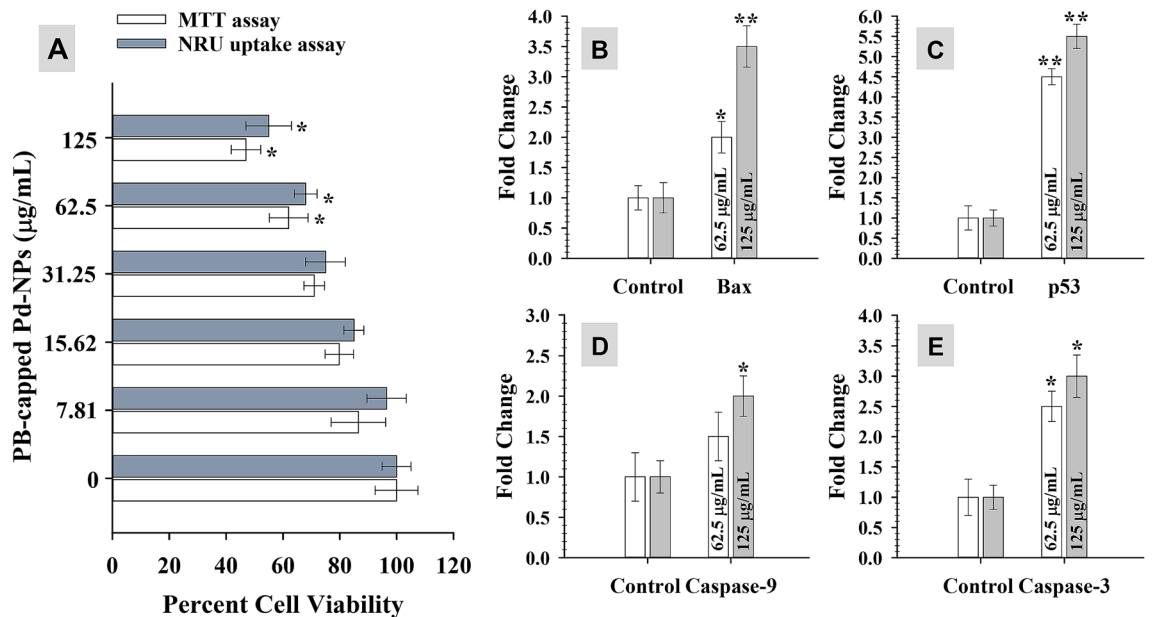 A
MTT assay
NRU uptake assay
PB-capped Pd-NPs (µg/mL)
125
*
*
62.5
*
*
31.25
15.62
7.81
0
0 20 40 60 80 100 120
Percent Cell Viability
B
Fold Change
4.0
3.5
3.0
2.5
2.0
1.5
1.0
0.5
0.0
*
**
62.5 µg/mL
125 µg/mL
Control Bax
C
Fold Change
6.0
5.5
5.0
4.5
4.0
3.5
3.0
2.5
2.0
1.5
1.0
0.5
0.0
**
**
62.5 µg/mL
125 µg/mL
Control p53
D
Fold Change
3.0
2.5
2.0
1.5
1.0
0.5
0.0
*
62.5 µg/mL
125 µg/mL
Control Caspase-9
E
Fold Change
4.0
3.5
3.0
2.5
2.0
1.5
1.0
0.5
0.0
*
*
62.5 µg/mL
125 µg/mL
Control Caspase-3